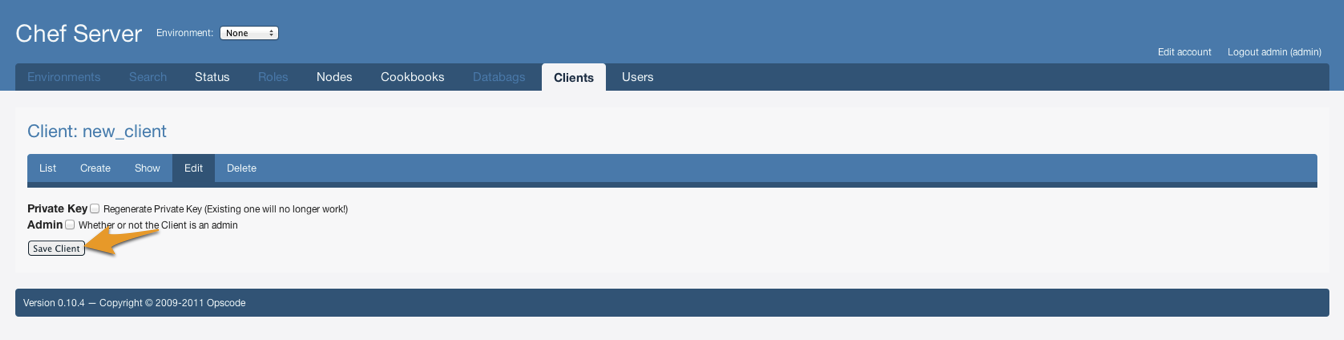 Chef Server Environment: None
Edit account Logout admin (admin)
Environments Search Status Roles Nodes Cookbooks Databags Clients Users
Client: new_client
List Create Show Edit Delete
Private Key Regenerate Private Key (Existing one will no longer work!)
Admin Whether or not the Client is an admin
Save Client
Version 0.10.4 — Copyright © 2009-2011 Opscode